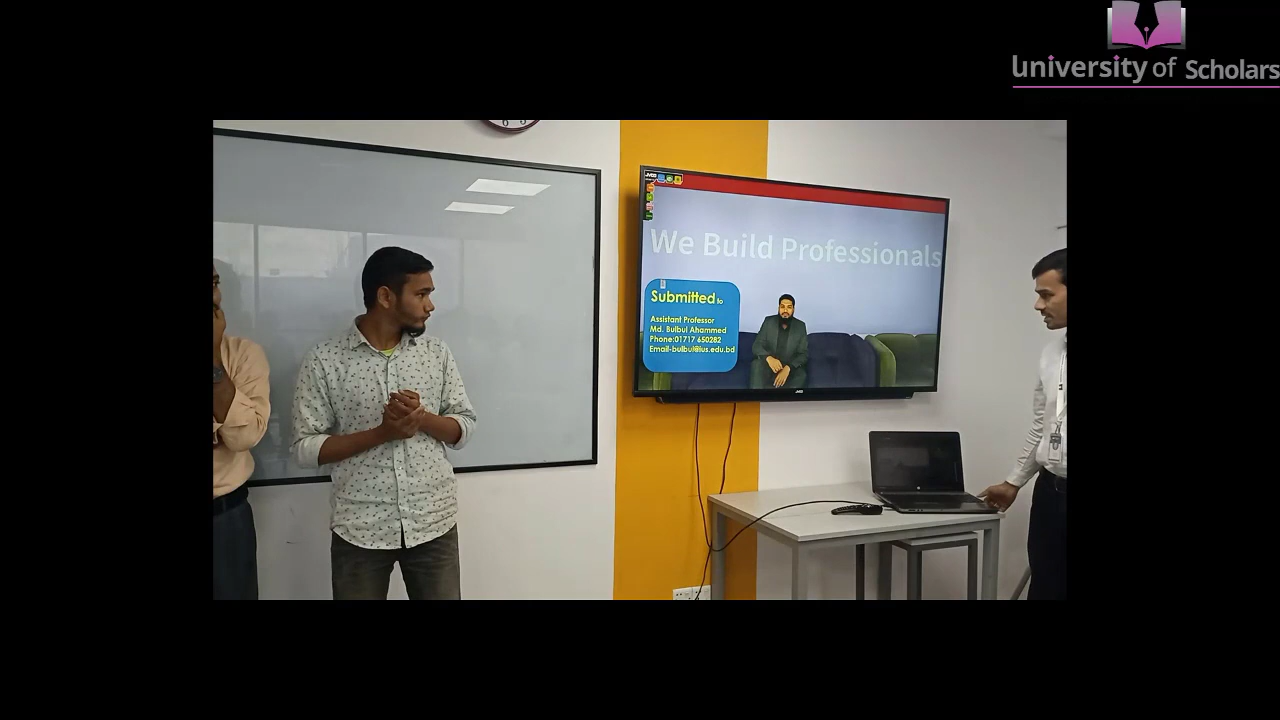 University of Scholars
We Build Professionals
Submitted to
Assistant Professor
Md. Bulbul Ahammed
Phone:01717 650282
Email-bulbul@ius.edu.bd
JVCO